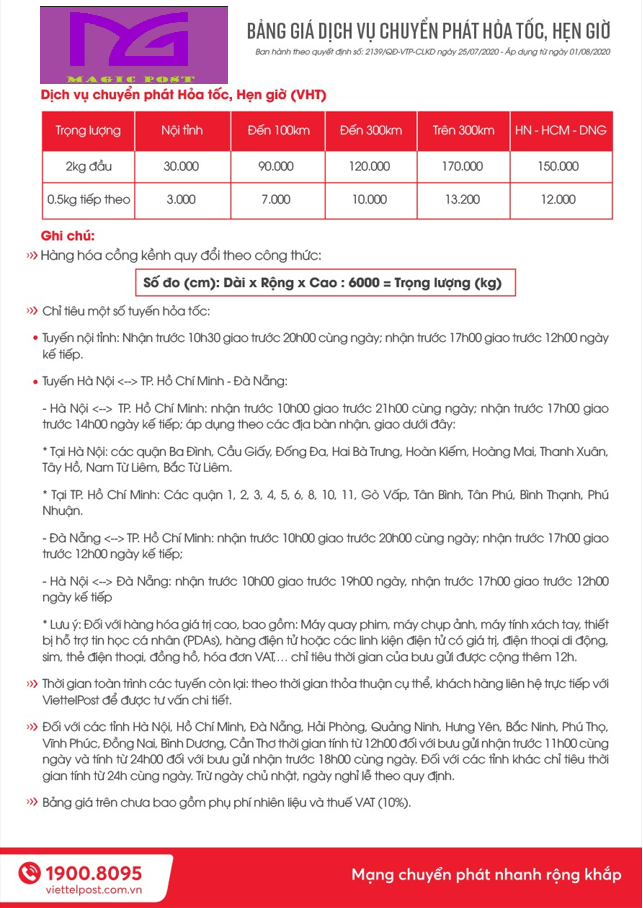 MAGIC POST
BẢNG GIÁ DỊCH VỤ CHUYỂN PHÁT HỎA TỐC, HẸN GIỜ
Ban hành theo quyết định số: 2139/QĐ-VTP-CLKD ngày 25/07/2020 - Áp dụng từ ngày 01/08/2020
Dịch vụ chuyển phát Hỏa tốc, Hẹn giờ (VHT)
Trọng lượng Nội tỉnh Đến 100km Đến 300km Trên 300km HN - HCM - DNG
2kg đầu 30.000 90.000 120.000 170.000 150.000
0.5kg tiếp theo 3.000 7.000 10.000 13.200 12.000
Ghi chú:
››› Hàng hóa cồng kềnh quy đổi theo công thức:
Số đo (cm): Dài x Rộng x Cao : 6000 = Trọng lượng (kg)
››› Chỉ tiêu một số tuyến hỏa tốc:
• Tuyến nội tỉnh: Nhận trước 10h30 giao trước 20h00 cùng ngày; nhận trước 17h00 giao trước 12h00 ngày
kế tiếp.
• Tuyến Hà Nội <--> TP. Hồ Chí Minh - Đà Nẵng:
- Hà Nội <--> TP. Hồ Chí Minh: nhận trước 10h00 giao trước 21h00 cùng ngày; nhận trước 17h00 giao
trước 14h00 ngày kế tiếp; áp dụng theo các địa bàn nhận, giao dưới đây:
* Tại Hà Nội: các quận Ba Đình, Cầu Giấy, Đống Đa, Hai Bà Trưng, Hoàn Kiếm, Hoàng Mai, Thanh Xuân,
Tây Hồ, Nam Từ Liêm, Bắc Từ Liêm.
* Tại TP. Hồ Chí Minh: Các quận 1, 2, 3, 4, 5, 6, 8, 10, 11, Gò Vấp, Tân Bình, Tân Phú, Bình Thạnh, Phú
Nhuận.
- Đà Nẵng <--> TP. Hồ Chí Minh: nhận trước 10h00 giao trước 20h00 cùng ngày; nhận trước 17h00 giao
trước 12h00 ngày kế tiếp;
- Hà Nội <--> Đà Nẵng: nhận trước 10h00 giao trước 19h00 ngày, nhận trước 17h00 giao trước 12h00
ngày kế tiếp
* Lưu ý: Đối với hàng hóa giá trị cao, bao gồm: Máy quay phim, máy chụp ảnh, máy tính xách tay, thiết
bị hỗ trợ tin học cá nhân (PDAs), hàng điện tử hoặc các linh kiện điện tử có giá trị, điện thoại di động,
sim, thẻ điện thoại, đồng hồ, hóa đơn VAT,... chỉ tiêu thời gian của bưu gửi được cộng thêm 12h.
››› Thời gian toàn trình các tuyến còn lại: theo thời gian thỏa thuận cụ thể, khách hàng liên hệ trực tiếp với
ViettelPost để được tư vấn chi tiết.
››› Đối với các tỉnh Hà Nội, Hồ Chí Minh, Đà Nẵng, Hải Phòng, Quảng Ninh, Hưng Yên, Bắc Ninh, Phú Thọ,
Vĩnh Phúc, Đồng Nai, Bình Dương, Cần Thơ thời gian tính từ 12h00 đối với bưu gửi nhận trước 11h00 cùng
ngày và tính từ 24h00 đối với bưu gửi nhận trước 18h00 cùng ngày. Đối với các tỉnh khác chỉ tiêu thời
gian tính từ 24h cùng ngày. Trừ ngày chủ nhật, ngày nghỉ lễ theo quy định.
››› Bảng giá trên chưa bao gồm phụ phí nhiên liệu và thuế VAT (10%).
1900.8095
viettelpost.com.vn
Mạng chuyển phát nhanh rộng khắp